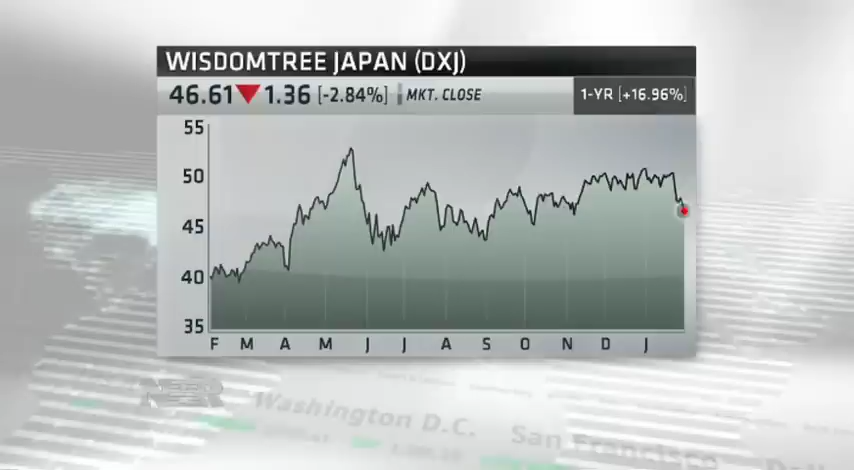 WISDOMTREE JAPAN (DXJ)
46.61 1.36 [-2.84%] MKT. CLOSE 1-YR [+16.96%]
55
50
45
40
35
F M A M J J A S O N D J
NBR
Washington D.C. San Francisco